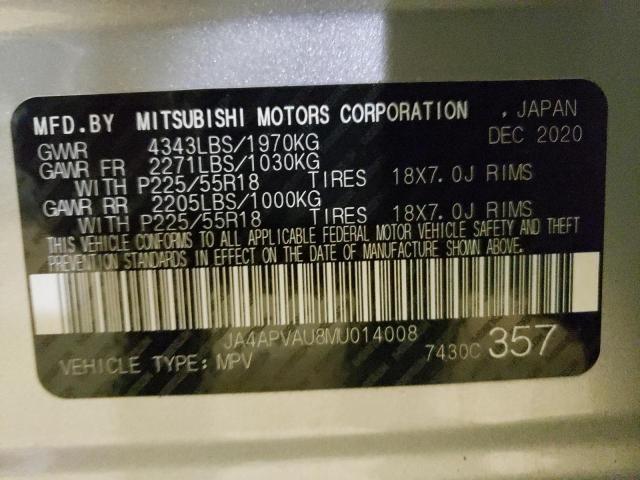 MFD.BY MITSUBISHI MOTORS CORPORATION , JAPAN
GVWR 4343LBS/1970KG DEC 2020
GAWR FR 2271LBS/1030KG
WITH P225/55R18 TIRES 18X7.0J RIMS
GAWR RR 2205LBS/1000KG
WITH P225/55R18 TIRES 18X7.0J RIMS
THIS VEHICLE CONFORMS TO ALL APPLICABLE FEDERAL MOTOR VEHICLE SAFETY AND THEFT
PREVENTION STANDARDS IN EFFECT ON THE DATE OF MANUFACTURE SHOWN ABOVE.
JA4APVAU8MU014008
VEHICLE TYPE: MPV 7430C 357